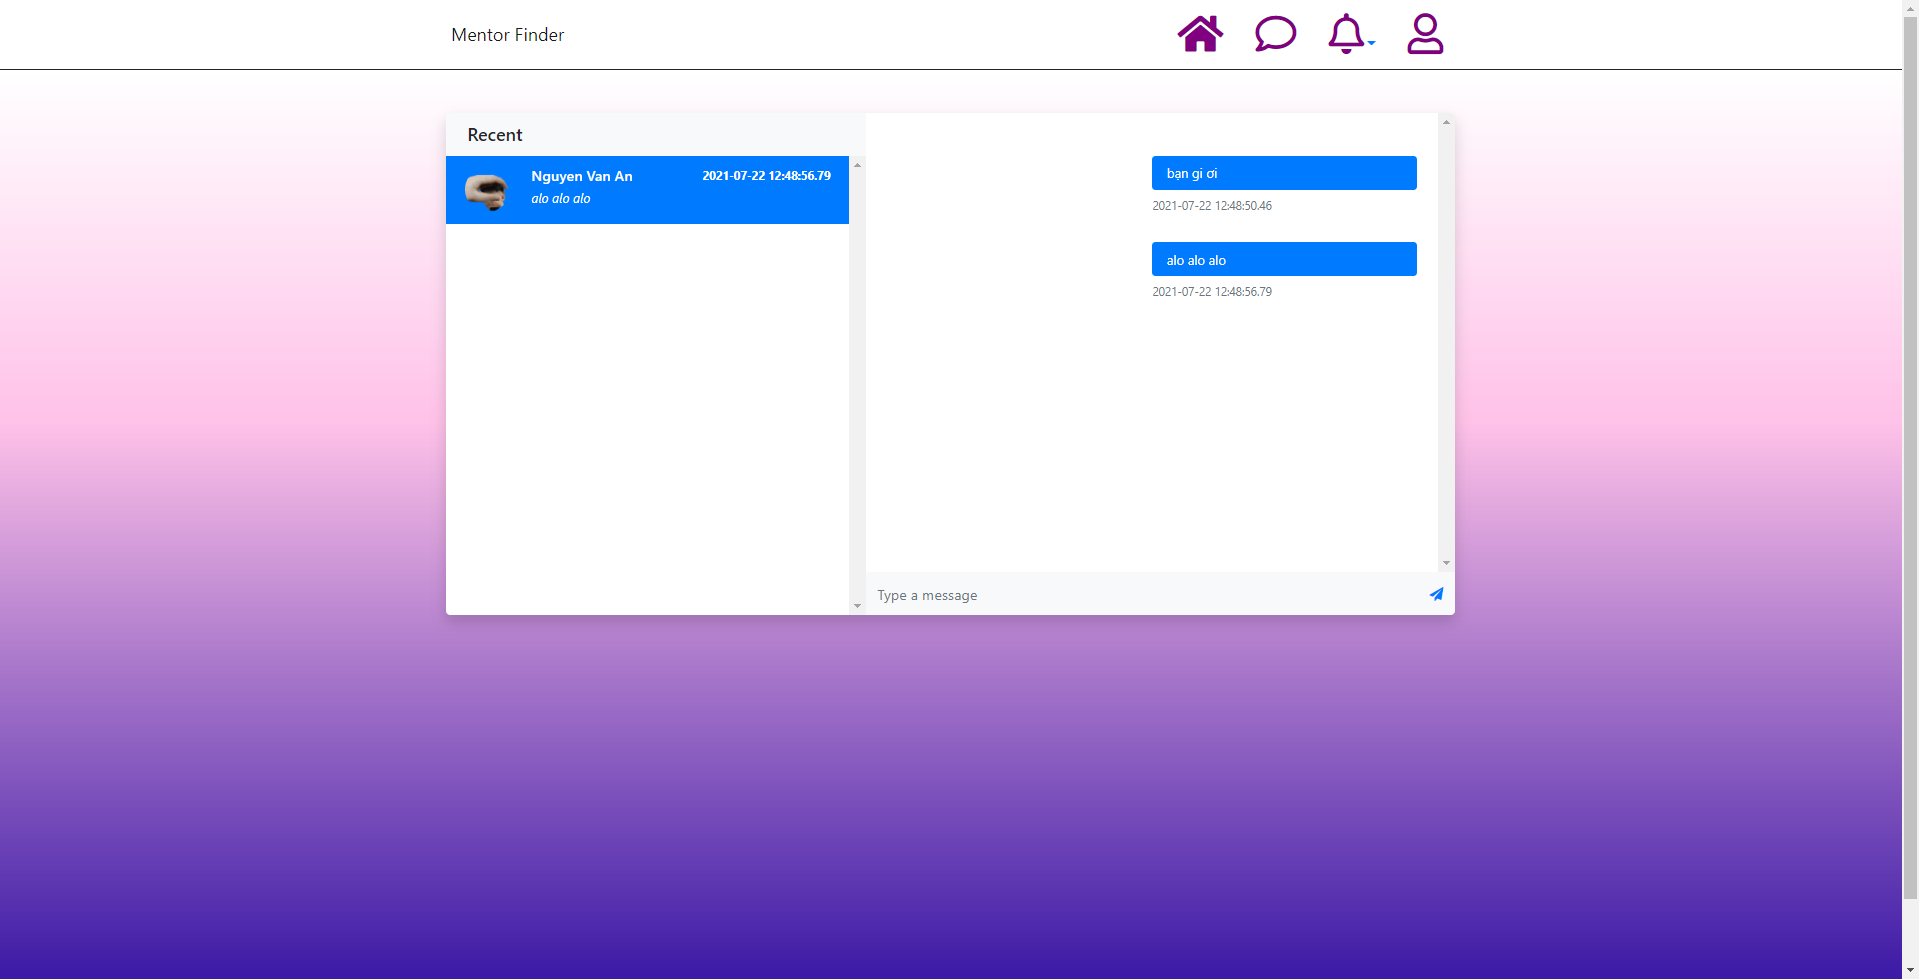 Mentor Finder
Recent
Nguyen Van An
2021-07-22 12:48:56.79
alo alo alo
bạn gi ơi
2021-07-22 12:48:50.46
alo alo alo
2021-07-22 12:48:56.79
Type a message